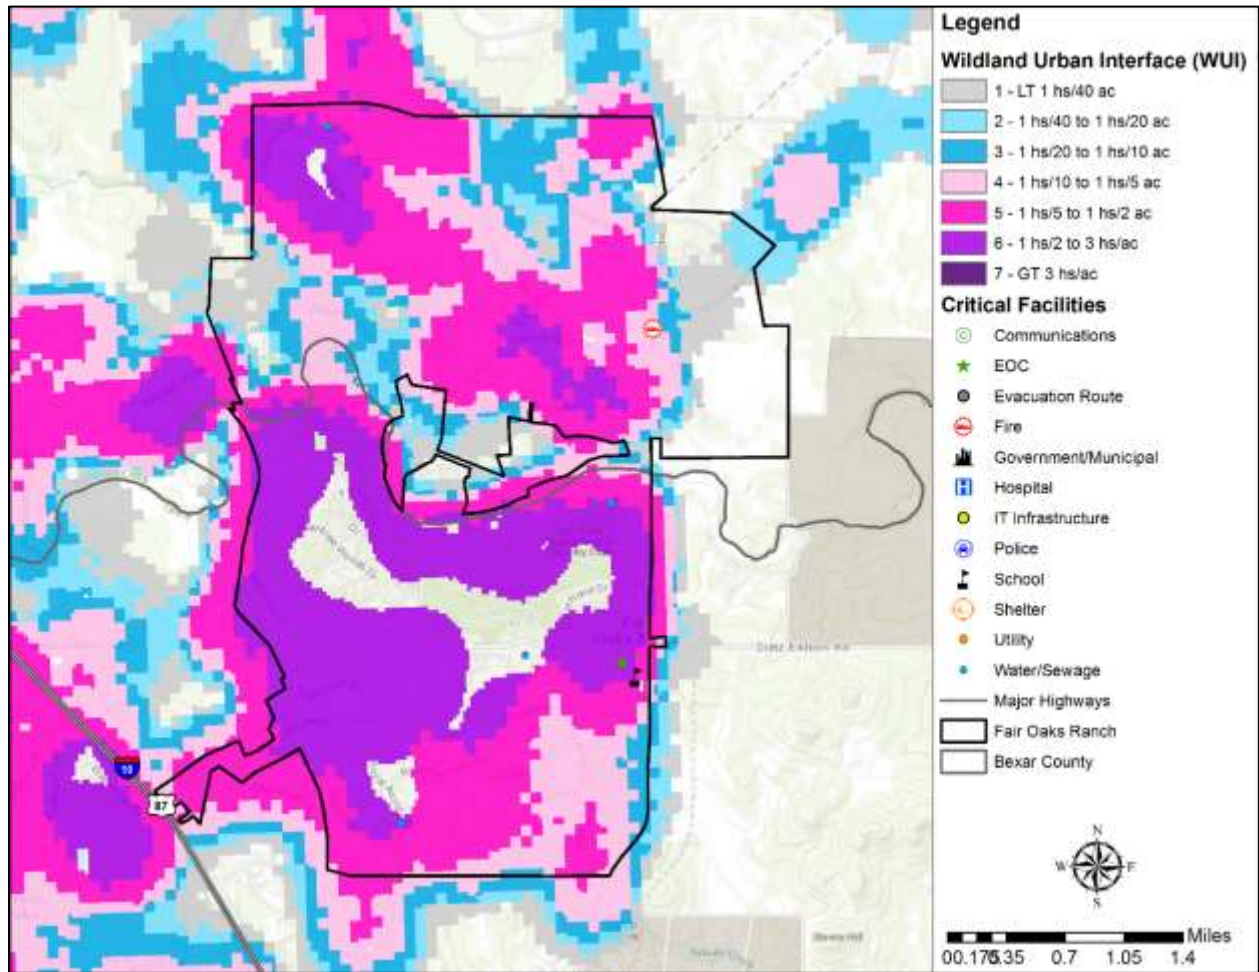 Legend
Wildland Urban Interface (WUI)
1 - LT 1 hs/40 ac
2 - 1 hs/40 to 1 hs/20 ac
3 - 1 hs/20 to 1 hs/10 ac
4 - 1 hs/10 to 1 hs/5 ac
5 - 1 hs/5 to 1 hs/2 ac
6 - 1 hs/2 to 3 hs/ac
7 - GT 3 hs/ac
Critical Facilities
Communications
EOC
Evacuation Route
Fire
Government/Municipal
Hospital
IT Infrastructure
Police
School
Shelter
Utility
Water/Sewage
Major Highways
Fair Oaks Ranch
Bexar County
10
87
N
W
E
S
Miles
00.1750.35 0.7 1.05 1.4